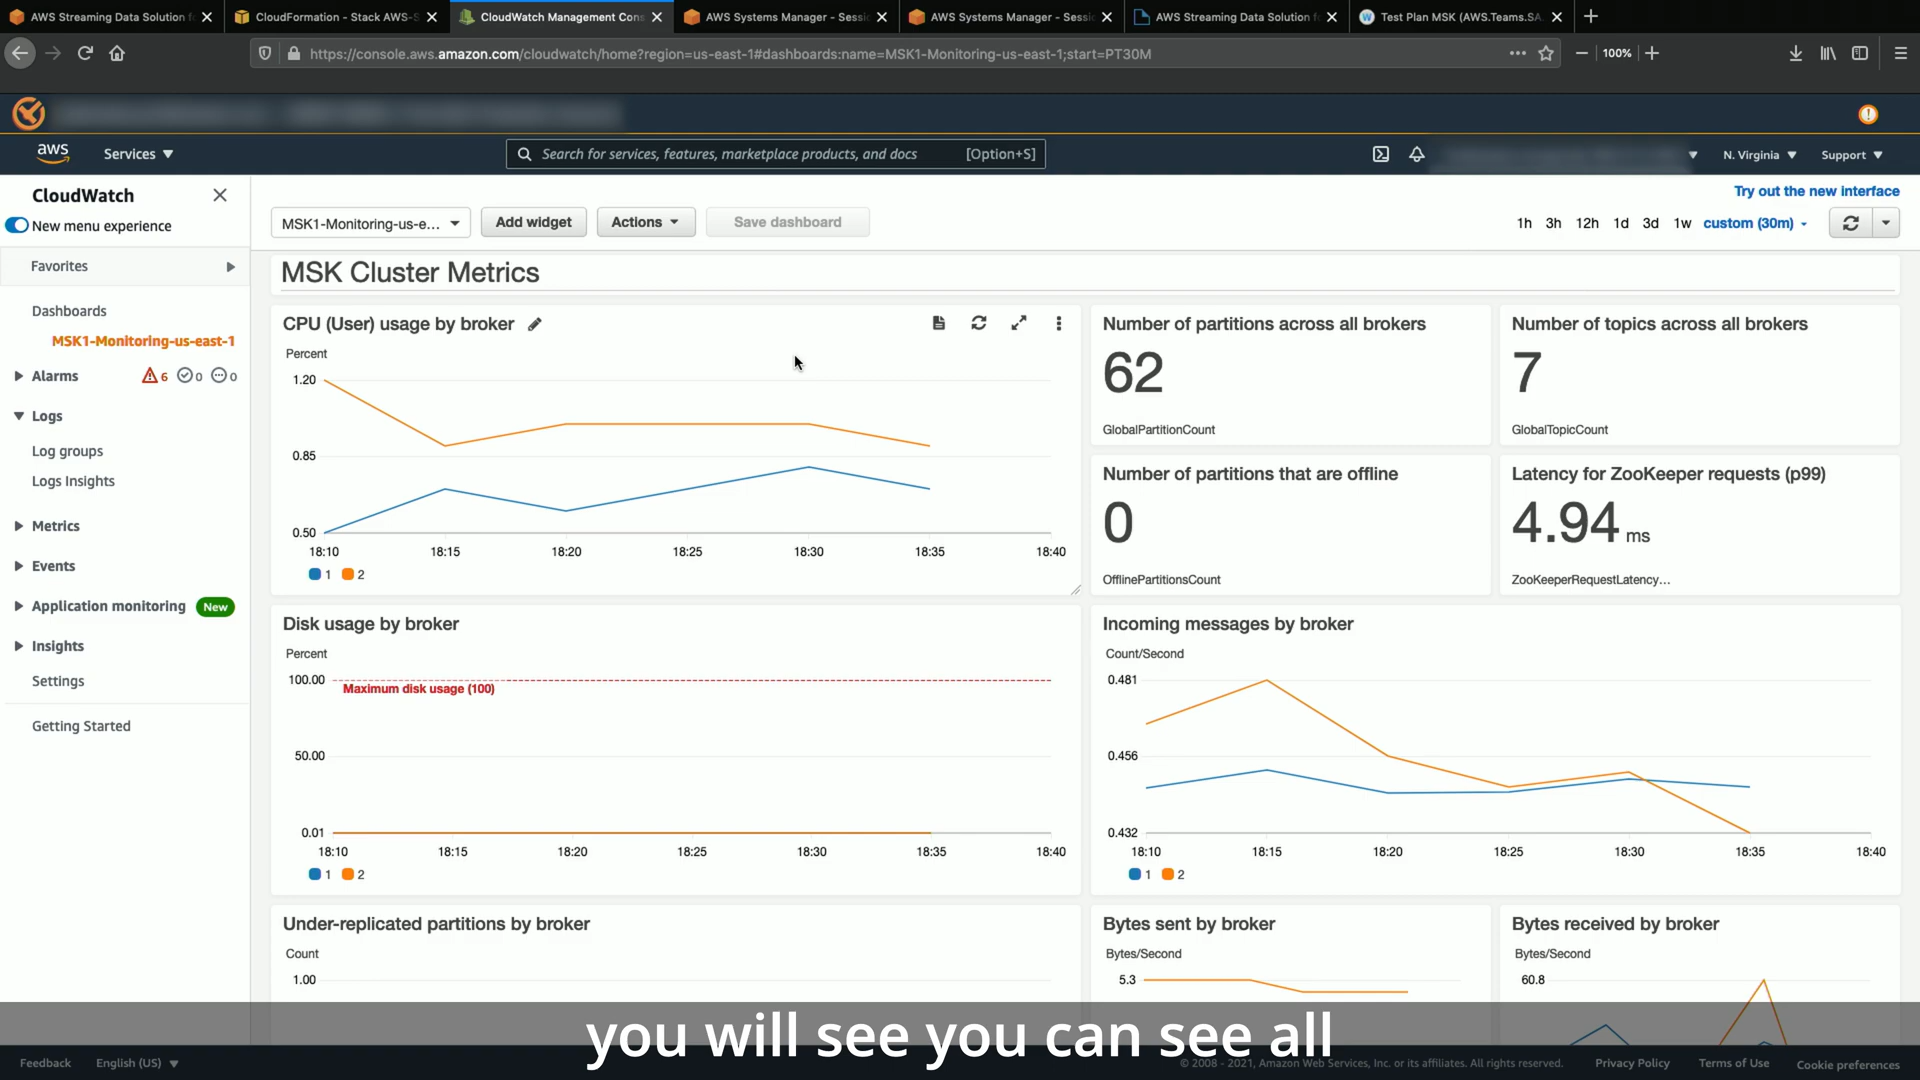 AWS Streaming Data Solution f
CloudFormation - Stack AWS-S
CloudWatch Management Cons
AWS Systems Manager - Sessi
AWS Systems Manager - Sessi
AWS Streaming Data Solution f
Test Plan MSK (AWS.Teams.SA
https://console.aws.amazon.com/cloudwatch/home?region=us-east-1#dashboards:name=MSK1-Monitoring-us-east-1;start=PT30M
100%
aws
Services
Search for services, features, marketplace products, and docs [Option+S]
N. Virginia
Support
CloudWatch
New menu experience
Favorites
Dashboards
MSK1-Monitoring-us-east-1
Alarms 6 0 0
Logs
Log groups
Logs Insights
Metrics
Events
Application monitoring New
Insights
Settings
Getting Started
Try out the new interface
MSK1-Monitoring-us-e...
Add widget
Actions
Save dashboard
1h 3h 12h 1d 3d 1w custom (30m)
MSK Cluster Metrics
CPU (User) usage by broker
Percent
1.20
0.85
0.50
18:10 18:15 18:20 18:25 18:30 18:35 18:40
1 2
Number of partitions across all brokers
62
GlobalPartitionCount
Number of topics across all brokers
7
GlobalTopicCount
Number of partitions that are offline
0
OfflinePartitionsCount
Latency for ZooKeeper requests (p99)
4.94 ms
ZooKeeperRequestLatency...
Disk usage by broker
Percent
100.00
Maximum disk usage (100)
50.00
0.01
18:10 18:15 18:20 18:25 18:30 18:35 18:40
1 2
Incoming messages by broker
Count/Second
0.481
0.456
0.432
18:10 18:15 18:20 18:25 18:30 18:35 18:40
1 2
Under-replicated partitions by broker
Count
1.00
Bytes sent by broker
Bytes/Second
5.3
Bytes received by broker
Bytes/Second
60.8
you will see you can see all
Feedback
English (US)
© 2008 - 2021, Amazon Web Services, Inc. or its affiliates. All rights reserved.
Privacy Policy
Terms of Use
Cookie preferences